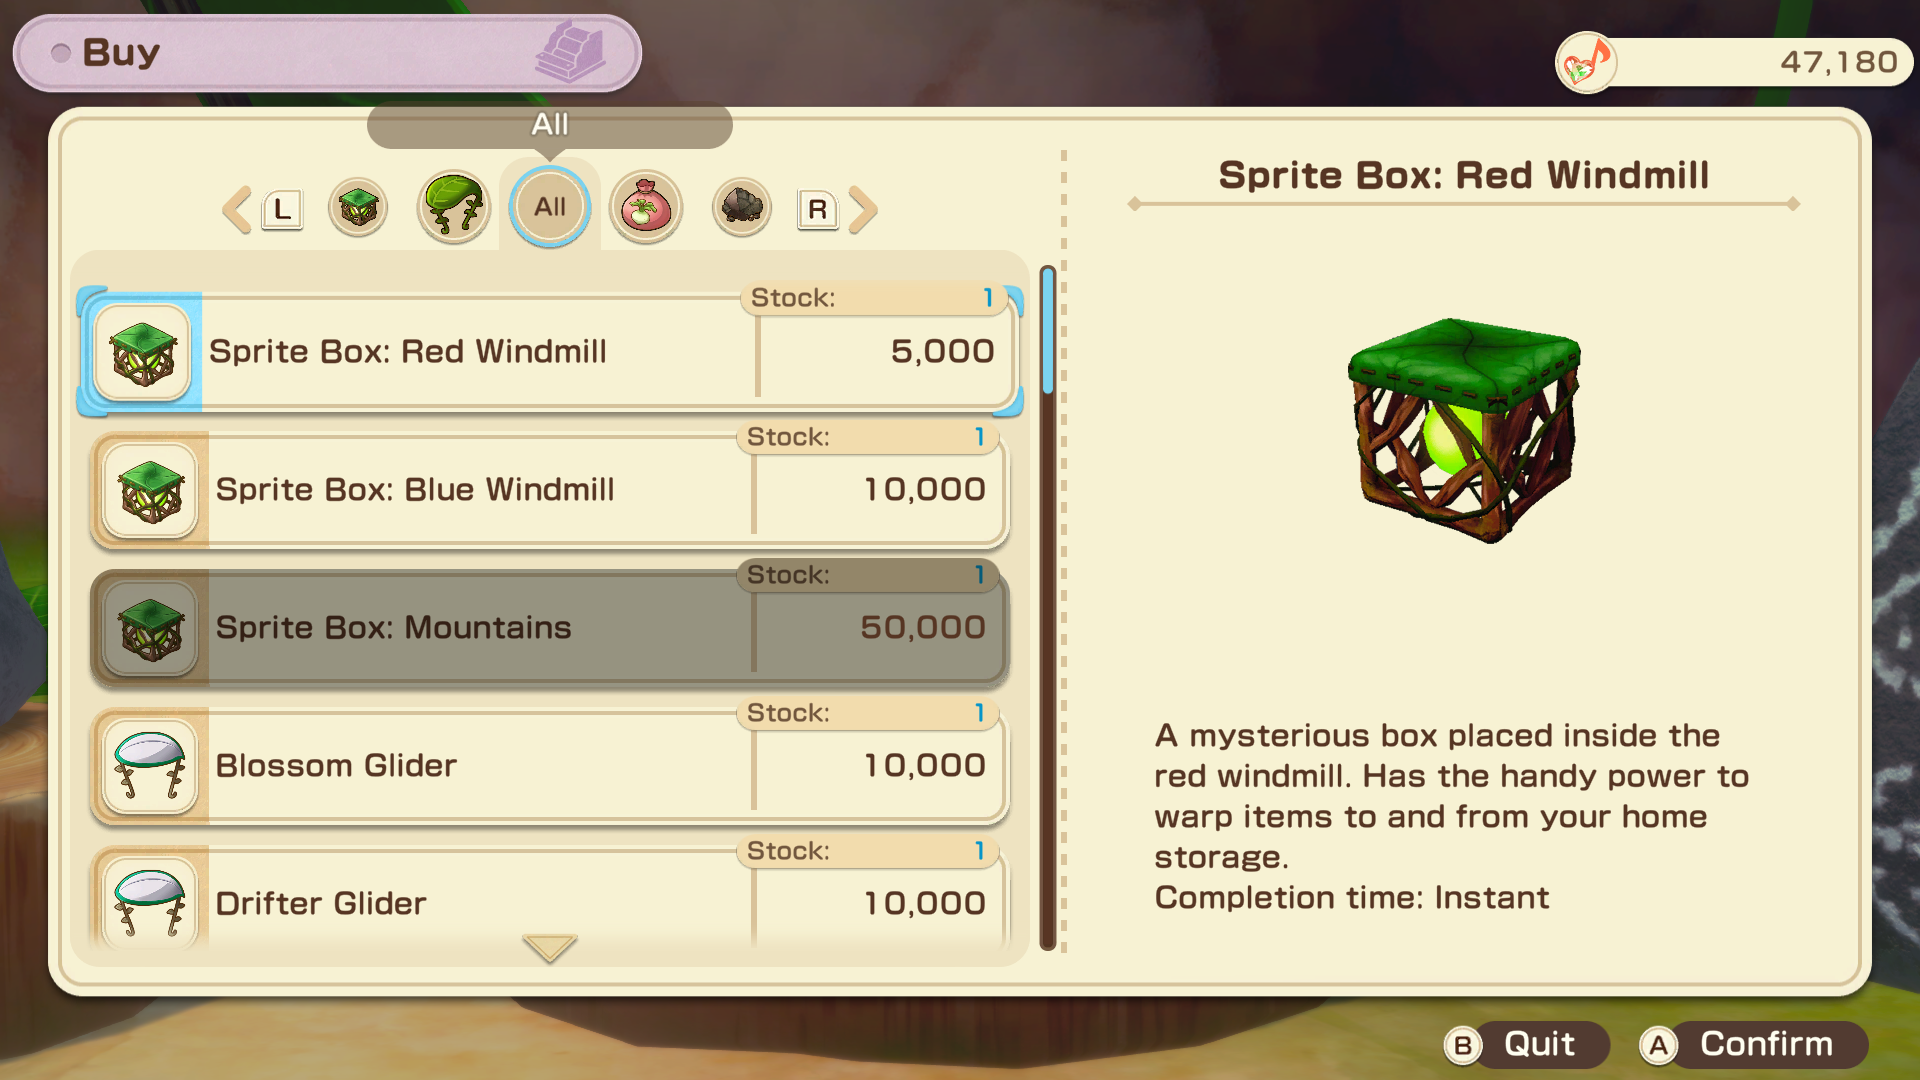 Buy
47,180
All
L
All
R
Sprite Box: Red Windmill
Stock: 1
Sprite Box: Red Windmill
5,000
Stock: 1
Sprite Box: Blue Windmill
10,000
Stock: 1
Sprite Box: Mountains
50,000
Stock: 1
Blossom Glider
10,000
Stock: 1
Drifter Glider
10,000
A mysterious box placed inside the
red windmill. Has the handy power to
warp items to and from your home
storage.
Completion time: Instant
B Quit
A Confirm